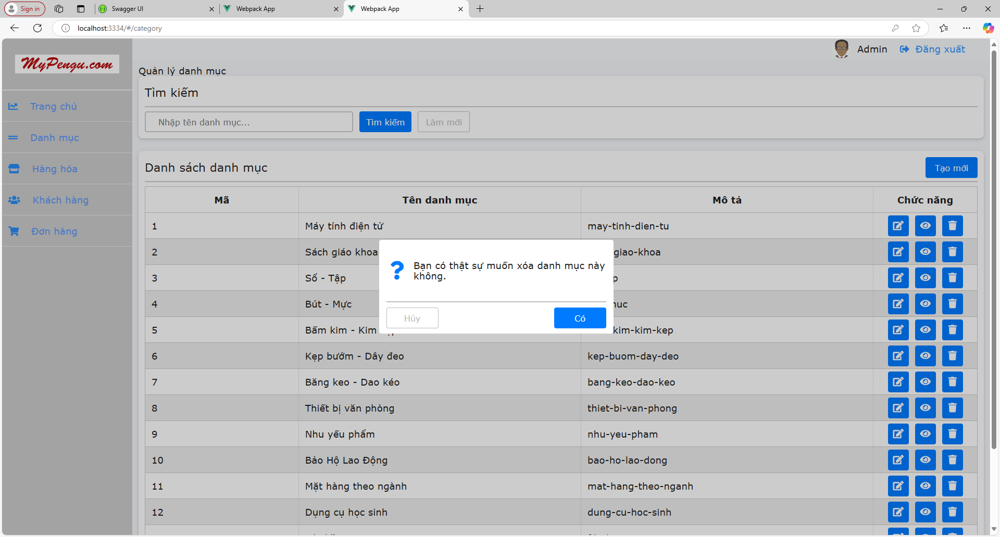 Sign in
Swagger UI
Webpack App
Webpack App
localhost:3334/#/category
MyPengu.com
Admin
Đăng xuất
Trang chủ
Danh mục
Hàng hóa
Khách hàng
Đơn hàng
Quản lý danh mục
Tìm kiếm
Nhập tên danh mục...
Tìm kiếm
Làm mới
Danh sách danh mục
Tạo mới
Mã Tên danh mục Mô tả Chức năng
1 Máy tính điện tử may-tinh-dien-tu
2 Sách giáo khoa giao-khoa
3 Sổ - Tập
4 Bút - Mực
5 Bấm kim - Kim kim-kim-kep
6 Kẹp bướm - Dây đeo kep-buom-day-deo
7 Băng keo - Dao kéo bang-keo-dao-keo
8 Thiết bị văn phòng thiet-bi-van-phong
9 Nhu yếu phẩm nhu-yeu-pham
10 Bảo Hộ Lao Động bao-ho-lao-dong
11 Mặt hàng theo ngành mat-hang-theo-nganh
12 Dụng cụ học sinh dung-cu-hoc-sinh
Bạn có thật sự muốn xóa danh mục này
không.
Hủy
Có